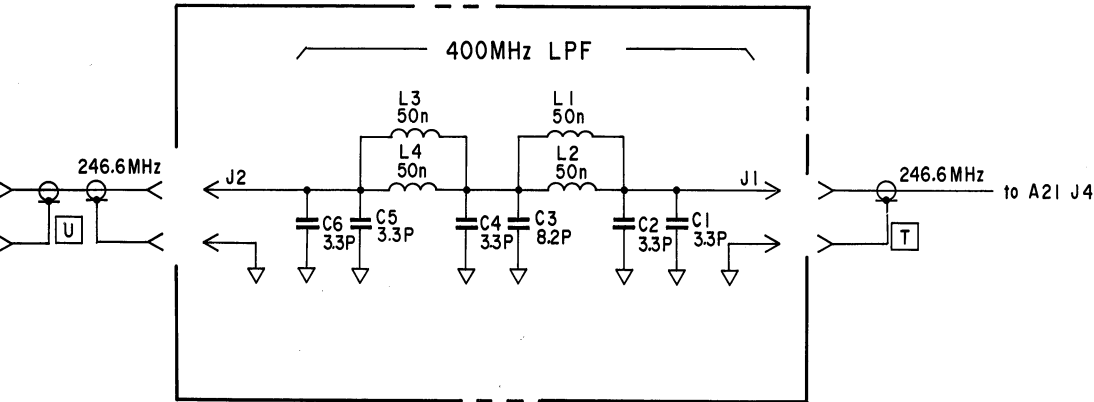 400MHz LPF
L3
50n
L1
50n
L4
50n
L2
50n
246.6MHz
J2
J1
246.6MHz
to A21 J4
U
C6
3.3P
C5
3.3P
C4
3.3P
C3
8.2P
C2
3.3P
C1
3.3P
T